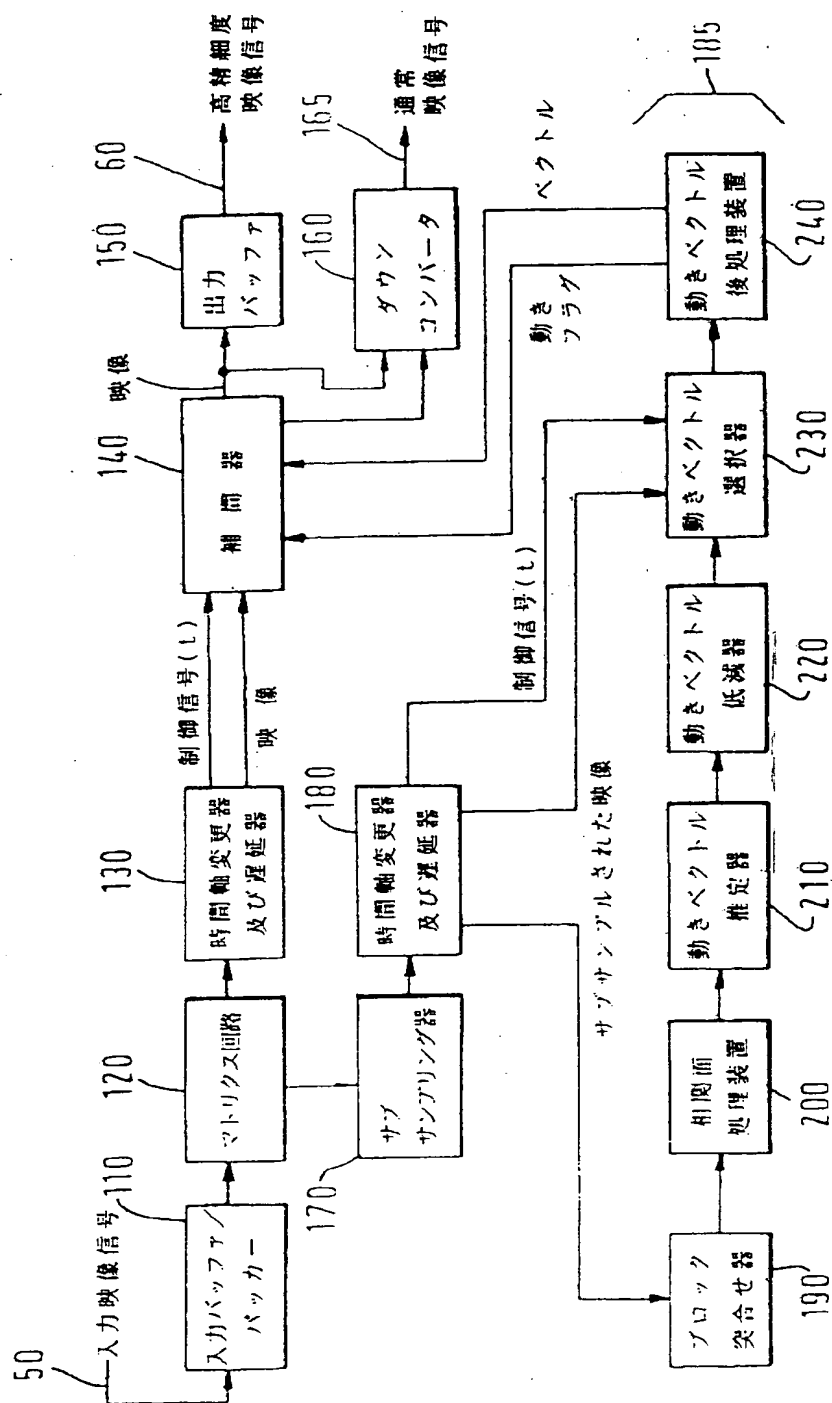 50
入力映像信号
入力バッファ/
パッカー
110
マトリクス回路
120
時間軸変更器
及び遅延器
130
制御信号(t)
映像
補間器
140
映像
出力
バッファ
150
60
高精細度
映像信号
ダウン
コンバータ
160
165
通常
映像信号
サブ
サンプリング器
170
時間軸変更器
及び遅延器
180
制御信号(t)
サブサンプルされた映像
動き
フラグ
ベクトル
ブロック
突合せ器
190
相関面
処理装置
200
動きベクトル
推定器
210
動きベクトル
低減器
220
動きベクトル
選択器
230
動きベクトル
後処理装置
240
185